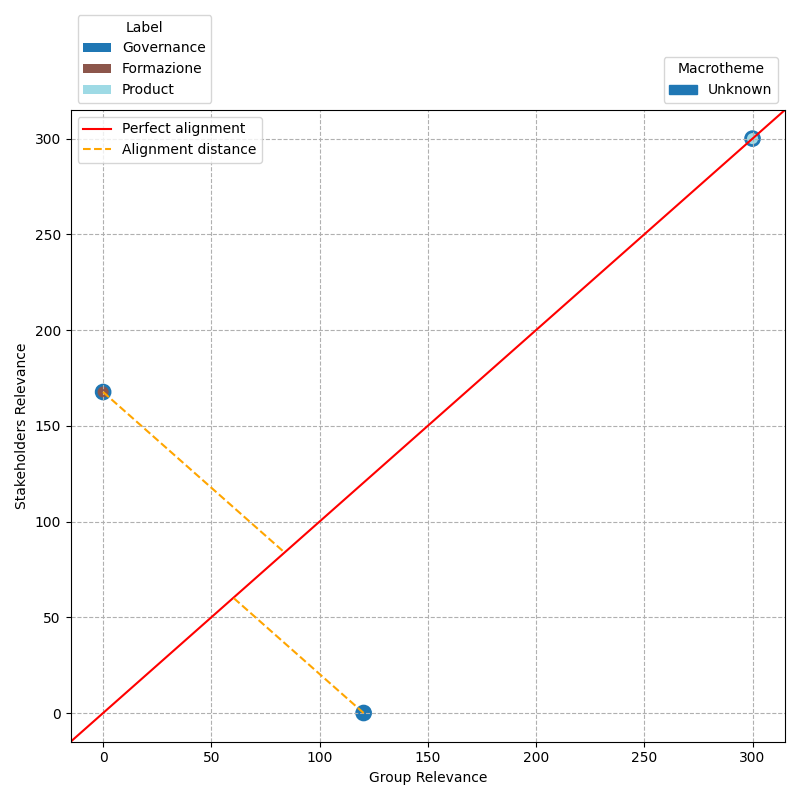 Label
Governance
Formazione
Product
Macrotheme
Unknown
Perfect alignment
Alignment distance
300
250
200
150
100
50
0
Stakeholders Relevance
0 50 100 150 200 250 300
Group Relevance